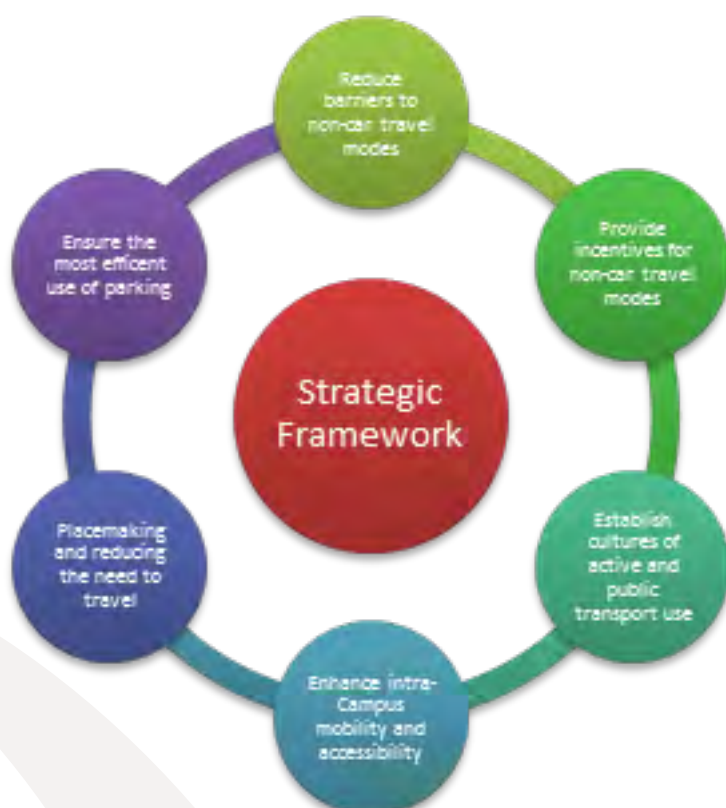 Reduce
barriers to
non-car travel
modes
Provide
incentives for
non-car travel
modes
Establish
cultures of
active and
public
transport use
Enhance intra-
Campus
mobility and
accessibility
Placemaking
and reducing
the need to
travel
Ensure the
most efficent
use of parking
Strategic
Framework